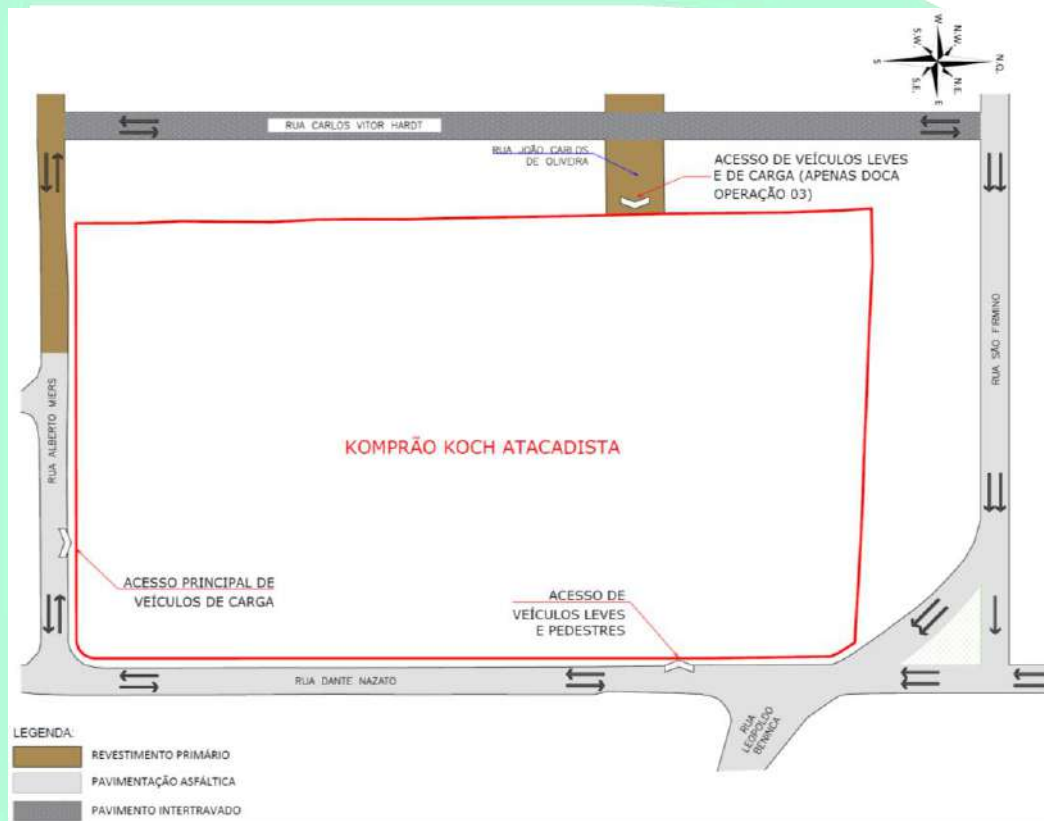 W
S.W.
N.W.
S
N.O.
S.E.
N.E.
E
RUA CARLOS VITOR HARDT
RUA JOÃO CARLOS
DE OLIVEIRA
ACESSO DE VEÍCULOS LEVES
E DE CARGA (APENAS DOCA
OPERAÇÃO 03)
RUA SÃO FIRMINO
RUA ALBERTO MIERS
KOMPRÃO KOCH ATACADISTA
ACESSO PRINCIPAL DE
VEÍCULOS DE CARGA
ACESSO DE
VEÍCULOS LEVES
E PEDESTRES
RUA DANTE NAZATO
RUA
LEOPOLDO
BENINCA
LEGENDA:
REVESTIMENTO PRIMÁRIO
PAVIMENTAÇÃO ASFÁLTICA
PAVIMENTO INTERTRAVADO